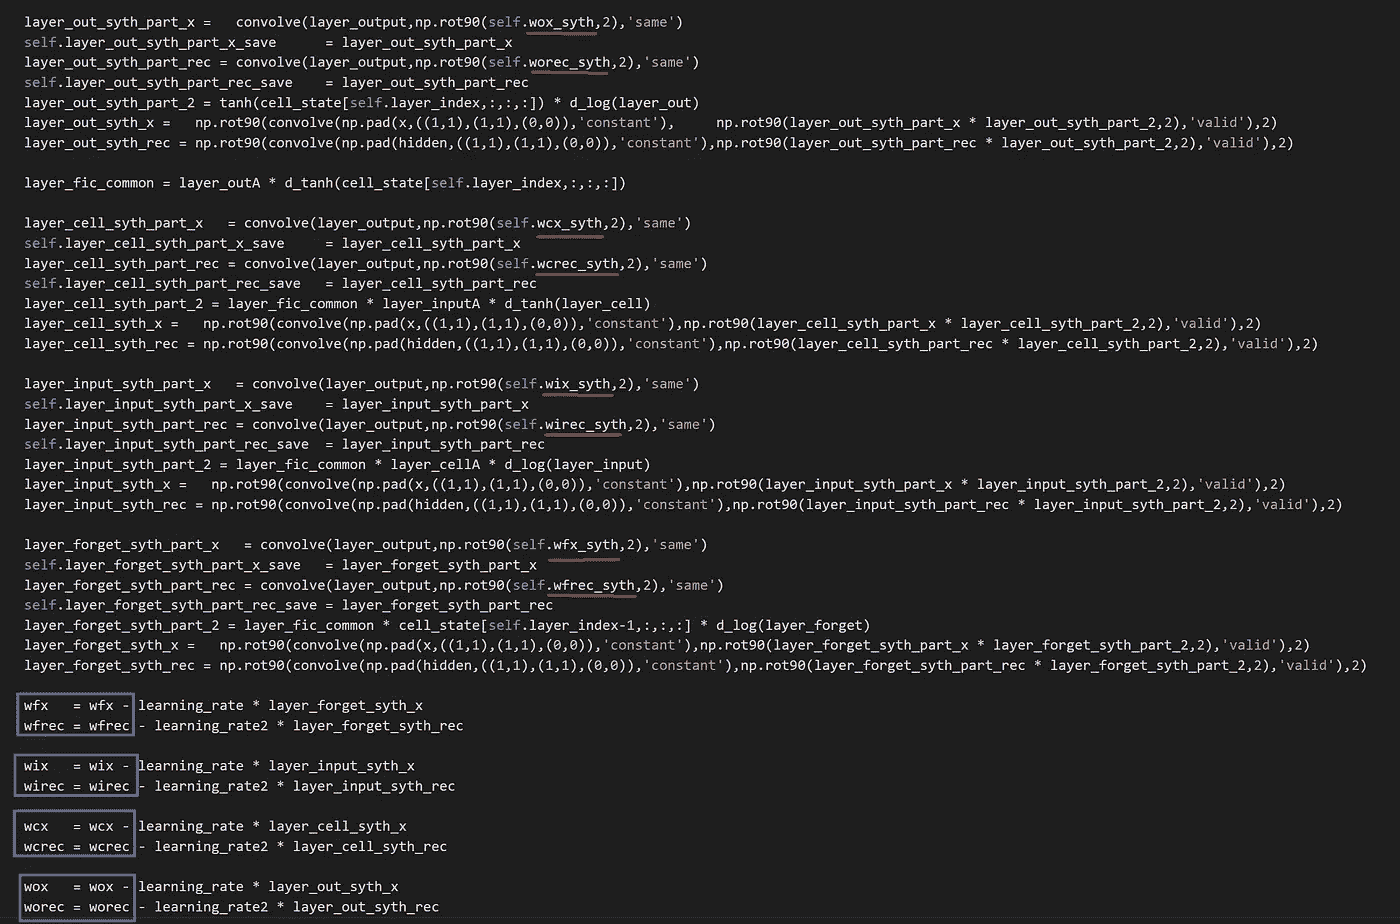 layer_out_syth_part_x =   convolve(layer_output,np.rot90(self.wox_syth,2),'same')
self.layer_out_syth_part_x_save      = layer_out_syth_part_x
layer_out_syth_part_rec = convolve(layer_output,np.rot90(self.worec_syth,2),'same')
self.layer_out_syth_part_rec_save    = layer_out_syth_part_rec
layer_out_syth_part_2 = tanh(cell_state[self.layer_index,:,:,:]) * d_log(layer_out)
layer_out_syth_x =   np.rot90(convolve(np.pad(x,((1,1),(1,1),(0,0)),'constant'),     np.rot90(layer_out_syth_part_x * layer_out_syth_part_2,2),'valid'),2)
layer_out_syth_rec = np.rot90(convolve(np.pad(hidden,((1,1),(1,1),(0,0)),'constant'),np.rot90(layer_out_syth_part_rec * layer_out_syth_part_2,2),'valid'),2)
layer_fic_common = layer_outA * d_tanh(cell_state[self.layer_index,:,:,:])
layer_cell_syth_part_x   = convolve(layer_output,np.rot90(self.wcx_syth,2),'same')
self.layer_cell_syth_part_x_save     = layer_cell_syth_part_x
layer_cell_syth_part_rec = convolve(layer_output,np.rot90(self.wcrec_syth,2),'same')
self.layer_cell_syth_part_rec_save   = layer_cell_syth_part_rec
layer_cell_syth_part_2 = layer_fic_common * layer_inputA * d_tanh(layer_cell)
layer_cell_syth_x =   np.rot90(convolve(np.pad(x,((1,1),(1,1),(0,0)),'constant'),np.rot90(layer_cell_syth_part_x * layer_cell_syth_part_2,2),'valid'),2)
layer_cell_syth_rec = np.rot90(convolve(np.pad(hidden,((1,1),(1,1),(0,0)),'constant'),np.rot90(layer_cell_syth_part_rec * layer_cell_syth_part_2,2),'valid'),2)
layer_input_syth_part_x   = convolve(layer_output,np.rot90(self.wix_syth,2),'same')
self.layer_input_syth_part_x_save    = layer_input_syth_part_x
layer_input_syth_part_rec = convolve(layer_output,np.rot90(self.wirec_syth,2),'same')
self.layer_input_syth_part_rec_save  = layer_input_syth_part_rec
layer_input_syth_part_2 = layer_fic_common * layer_cellA * d_log(layer_input)
layer_input_syth_x =   np.rot90(convolve(np.pad(x,((1,1),(1,1),(0,0)),'constant'),np.rot90(layer_input_syth_part_x * layer_input_syth_part_2,2),'valid'),2)
layer_input_syth_rec = np.rot90(convolve(np.pad(hidden,((1,1),(1,1),(0,0)),'constant'),np.rot90(layer_input_syth_part_rec * layer_input_syth_part_2,2),'valid'),2)
layer_forget_syth_part_x   = convolve(layer_output,np.rot90(self.wfx_syth,2),'same')
self.layer_forget_syth_part_x_save   = layer_forget_syth_part_x
layer_forget_syth_part_rec = convolve(layer_output,np.rot90(self.wfrec_syth,2),'same')
self.layer_forget_syth_part_rec_save = layer_forget_syth_part_rec
layer_forget_syth_part_2 = layer_fic_common * cell_state[self.layer_index-1,:,:,:] * d_log(layer_forget)
layer_forget_syth_x =   np.rot90(convolve(np.pad(x,((1,1),(1,1),(0,0)),'constant'),np.rot90(layer_forget_syth_part_x * layer_forget_syth_part_2,2),'valid'),2)
layer_forget_syth_rec = np.rot90(convolve(np.pad(hidden,((1,1),(1,1),(0,0)),'constant'),np.rot90(layer_forget_syth_part_rec * layer_forget_syth_part_2,2),'valid'),2)
wfx   = wfx - learning_rate * layer_forget_syth_x
wfrec = wfrec - learning_rate2 * layer_forget_syth_rec
wix   = wix - learning_rate * layer_input_syth_x
wirec = wirec - learning_rate2 * layer_input_syth_rec
wcx   = wcx - learning_rate * layer_cell_syth_x
wcrec = wcrec - learning_rate2 * layer_cell_syth_rec
wox   = wox - learning_rate * layer_out_syth_x
worec = worec - learning_rate2 * layer_out_syth_rec